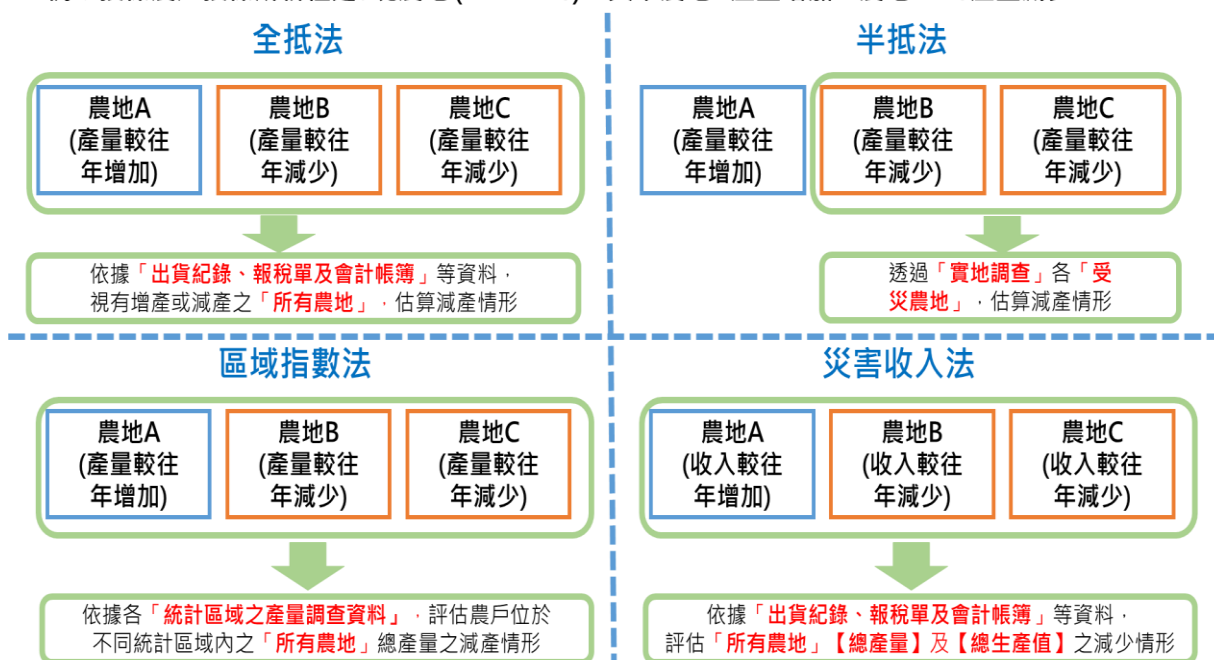 全抵法
農地A
(產量較往
年增加)
農地B
(產量較往
年減少)
農地C
(產量較往
年減少)
依據「出貨紀錄、報稅單及會計帳簿」等資料，
視有增產或減產之「所有農地」，估算減產情形
半抵法
農地A
(產量較往
年增加)
農地B
(產量較往
年減少)
農地C
(產量較往
年減少)
透過「實地調查」各「受
災農地」，估算減產情形
區域指數法
農地A
(產量較往
年增加)
農地B
(產量較往
年減少)
農地C
(產量較往
年減少)
依據各「統計區域之產量調查資料」，評估農戶位於
不同統計區域內之「所有農地」總產量之減產情形
災害收入法
農地A
(收入較往
年增加)
農地B
(收入較往
年減少)
農地C
(收入較往
年減少)
依據「出貨紀錄、報稅單及會計帳簿」等資料，
評估「所有農地」【總產量】及【總生產值】之減少情形